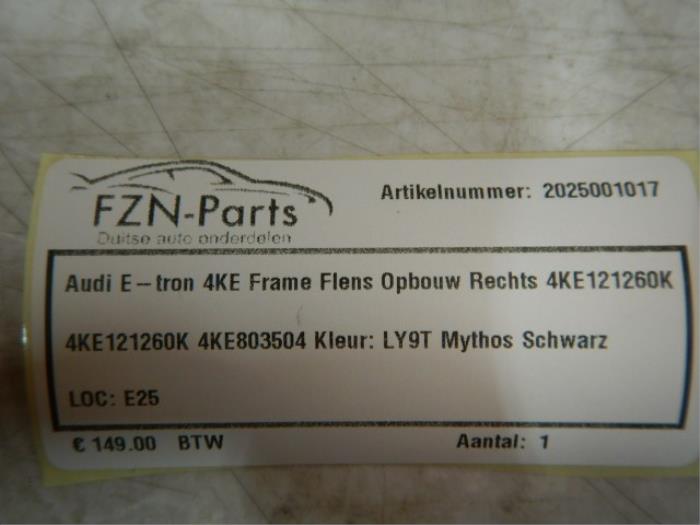 FZN-Parts
Duitse auto onderdelen
Artikelnummer: 2025001017
Audi E-tron 4KE Frame Flens Opbouw Rechts 4KE121260K
4KE121260K 4KE803504 Kleur: LY9T Mythos Schwarz
LOC: E25
€ 149.00 BTW
Aantal: 1